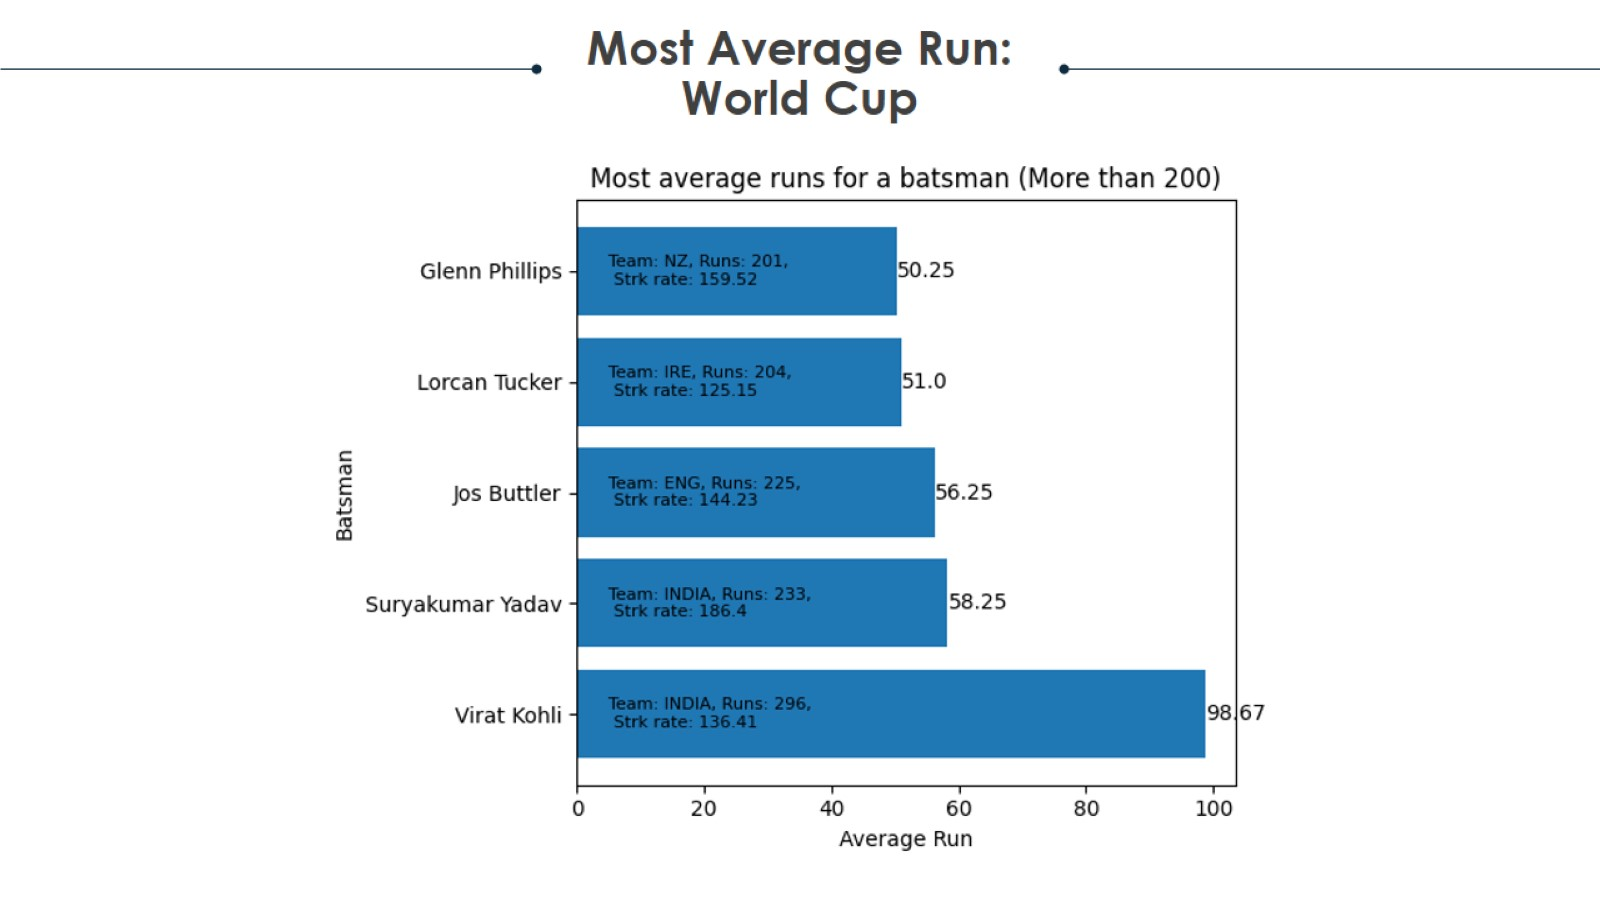 Most Average Run:
World Cup
Most average runs for a batsman (More than 200)
Glenn Phillips
Team: NZ, Runs: 201,
Strk rate: 159.52
50.25
Lorcan Tucker
Team: IRE, Runs: 204,
Strk rate: 125.15
51.0
Jos Buttler
Team: ENG, Runs: 225,
Strk rate: 144.23
56.25
Suryakumar Yadav
Team: INDIA, Runs: 233,
Strk rate: 186.4
58.25
Virat Kohli
Team: INDIA, Runs: 296,
Strk rate: 136.41
98.67
Batsman
0 20 40 60 80 100
Average Run